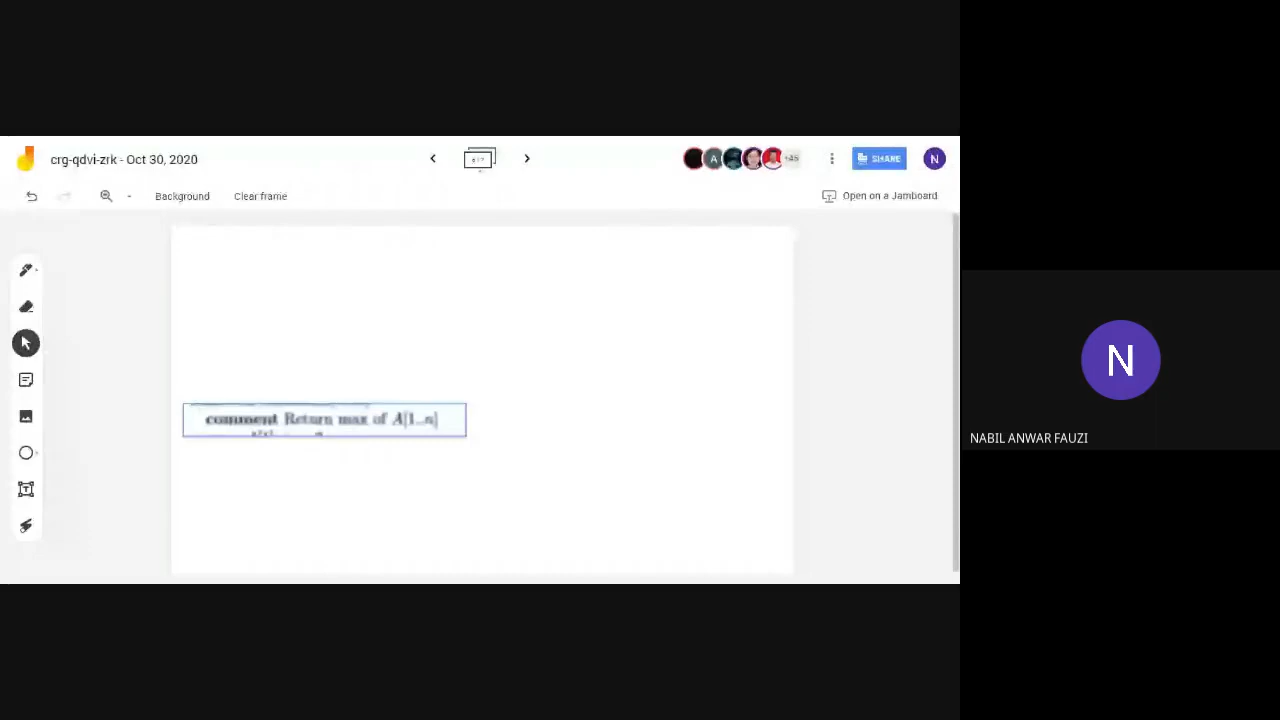 crg-qdvi-zrk - Oct 30, 2020
A
+45
SHARE
N
Background
Clear frame
Open on a Jamboard
comment Return max of A[1..n]
N
NABIL ANWAR FAUZI